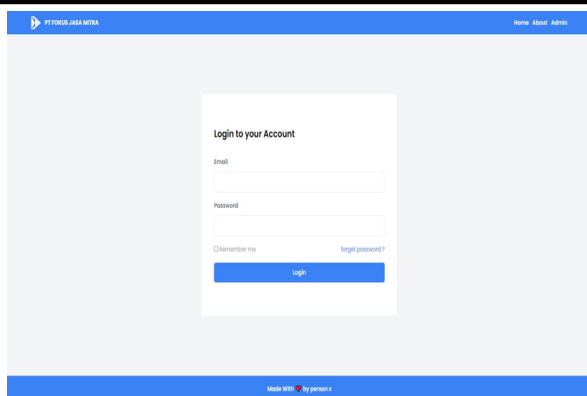 PT FOKUS JASA MITRA
Home About Admin
Login to your Account
Email
Password
Remember me
forget password ?
Login
Made With ❤ by person x